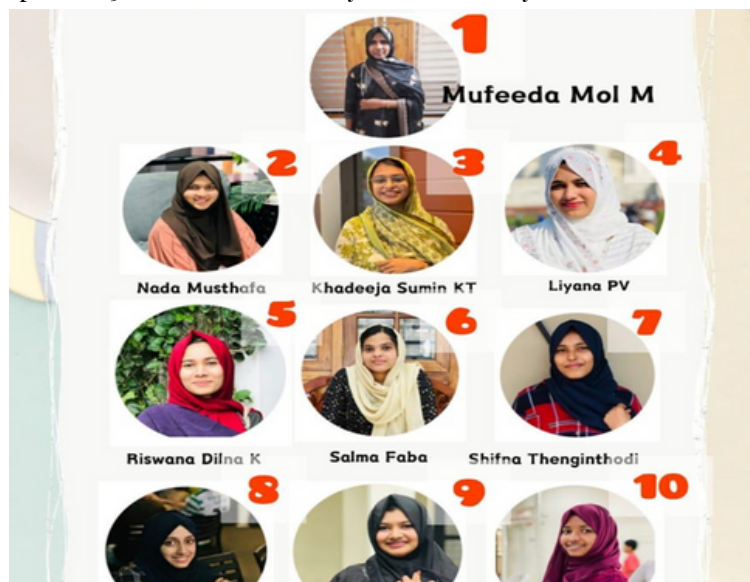 1
Mufeeda Mol M
2
3
4
Nada Musthafa
Khadeeja Sumin KT
Liyana PV
5
6
7
Riswana Dilna K
Salma Faba
Shifna Thenginthodi
8
9
10